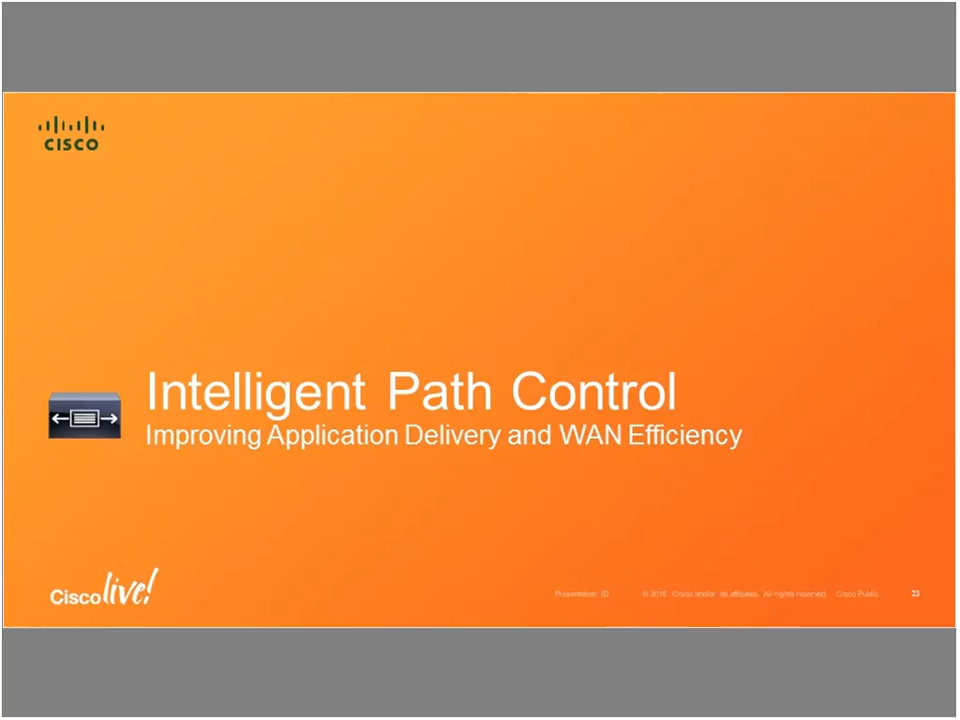 CISCO
Intelligent Path Control
Improving Application Delivery and WAN Efficiency
Cisco live!
Presentation ID © 2016 Cisco and/or its affiliates. All rights reserved. Cisco Public 23